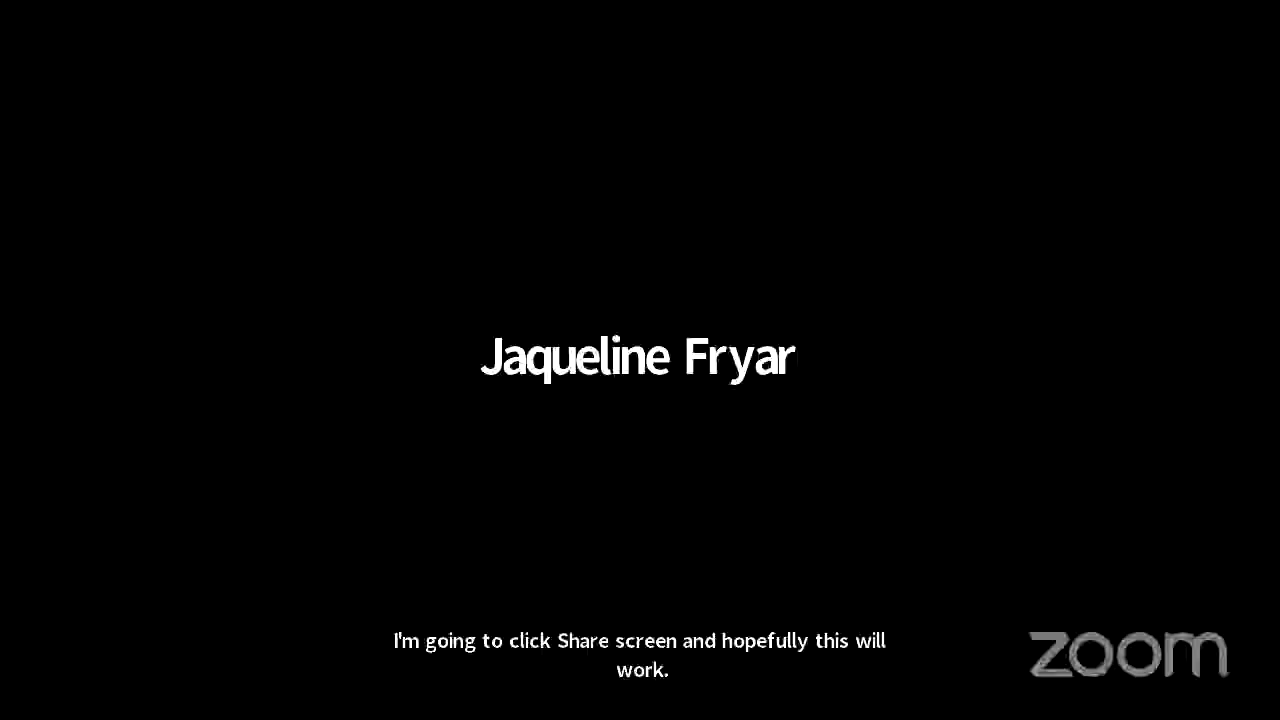 Jaqueline Fryar
I'm going to click Share screen and hopefully this will
work.
zoom